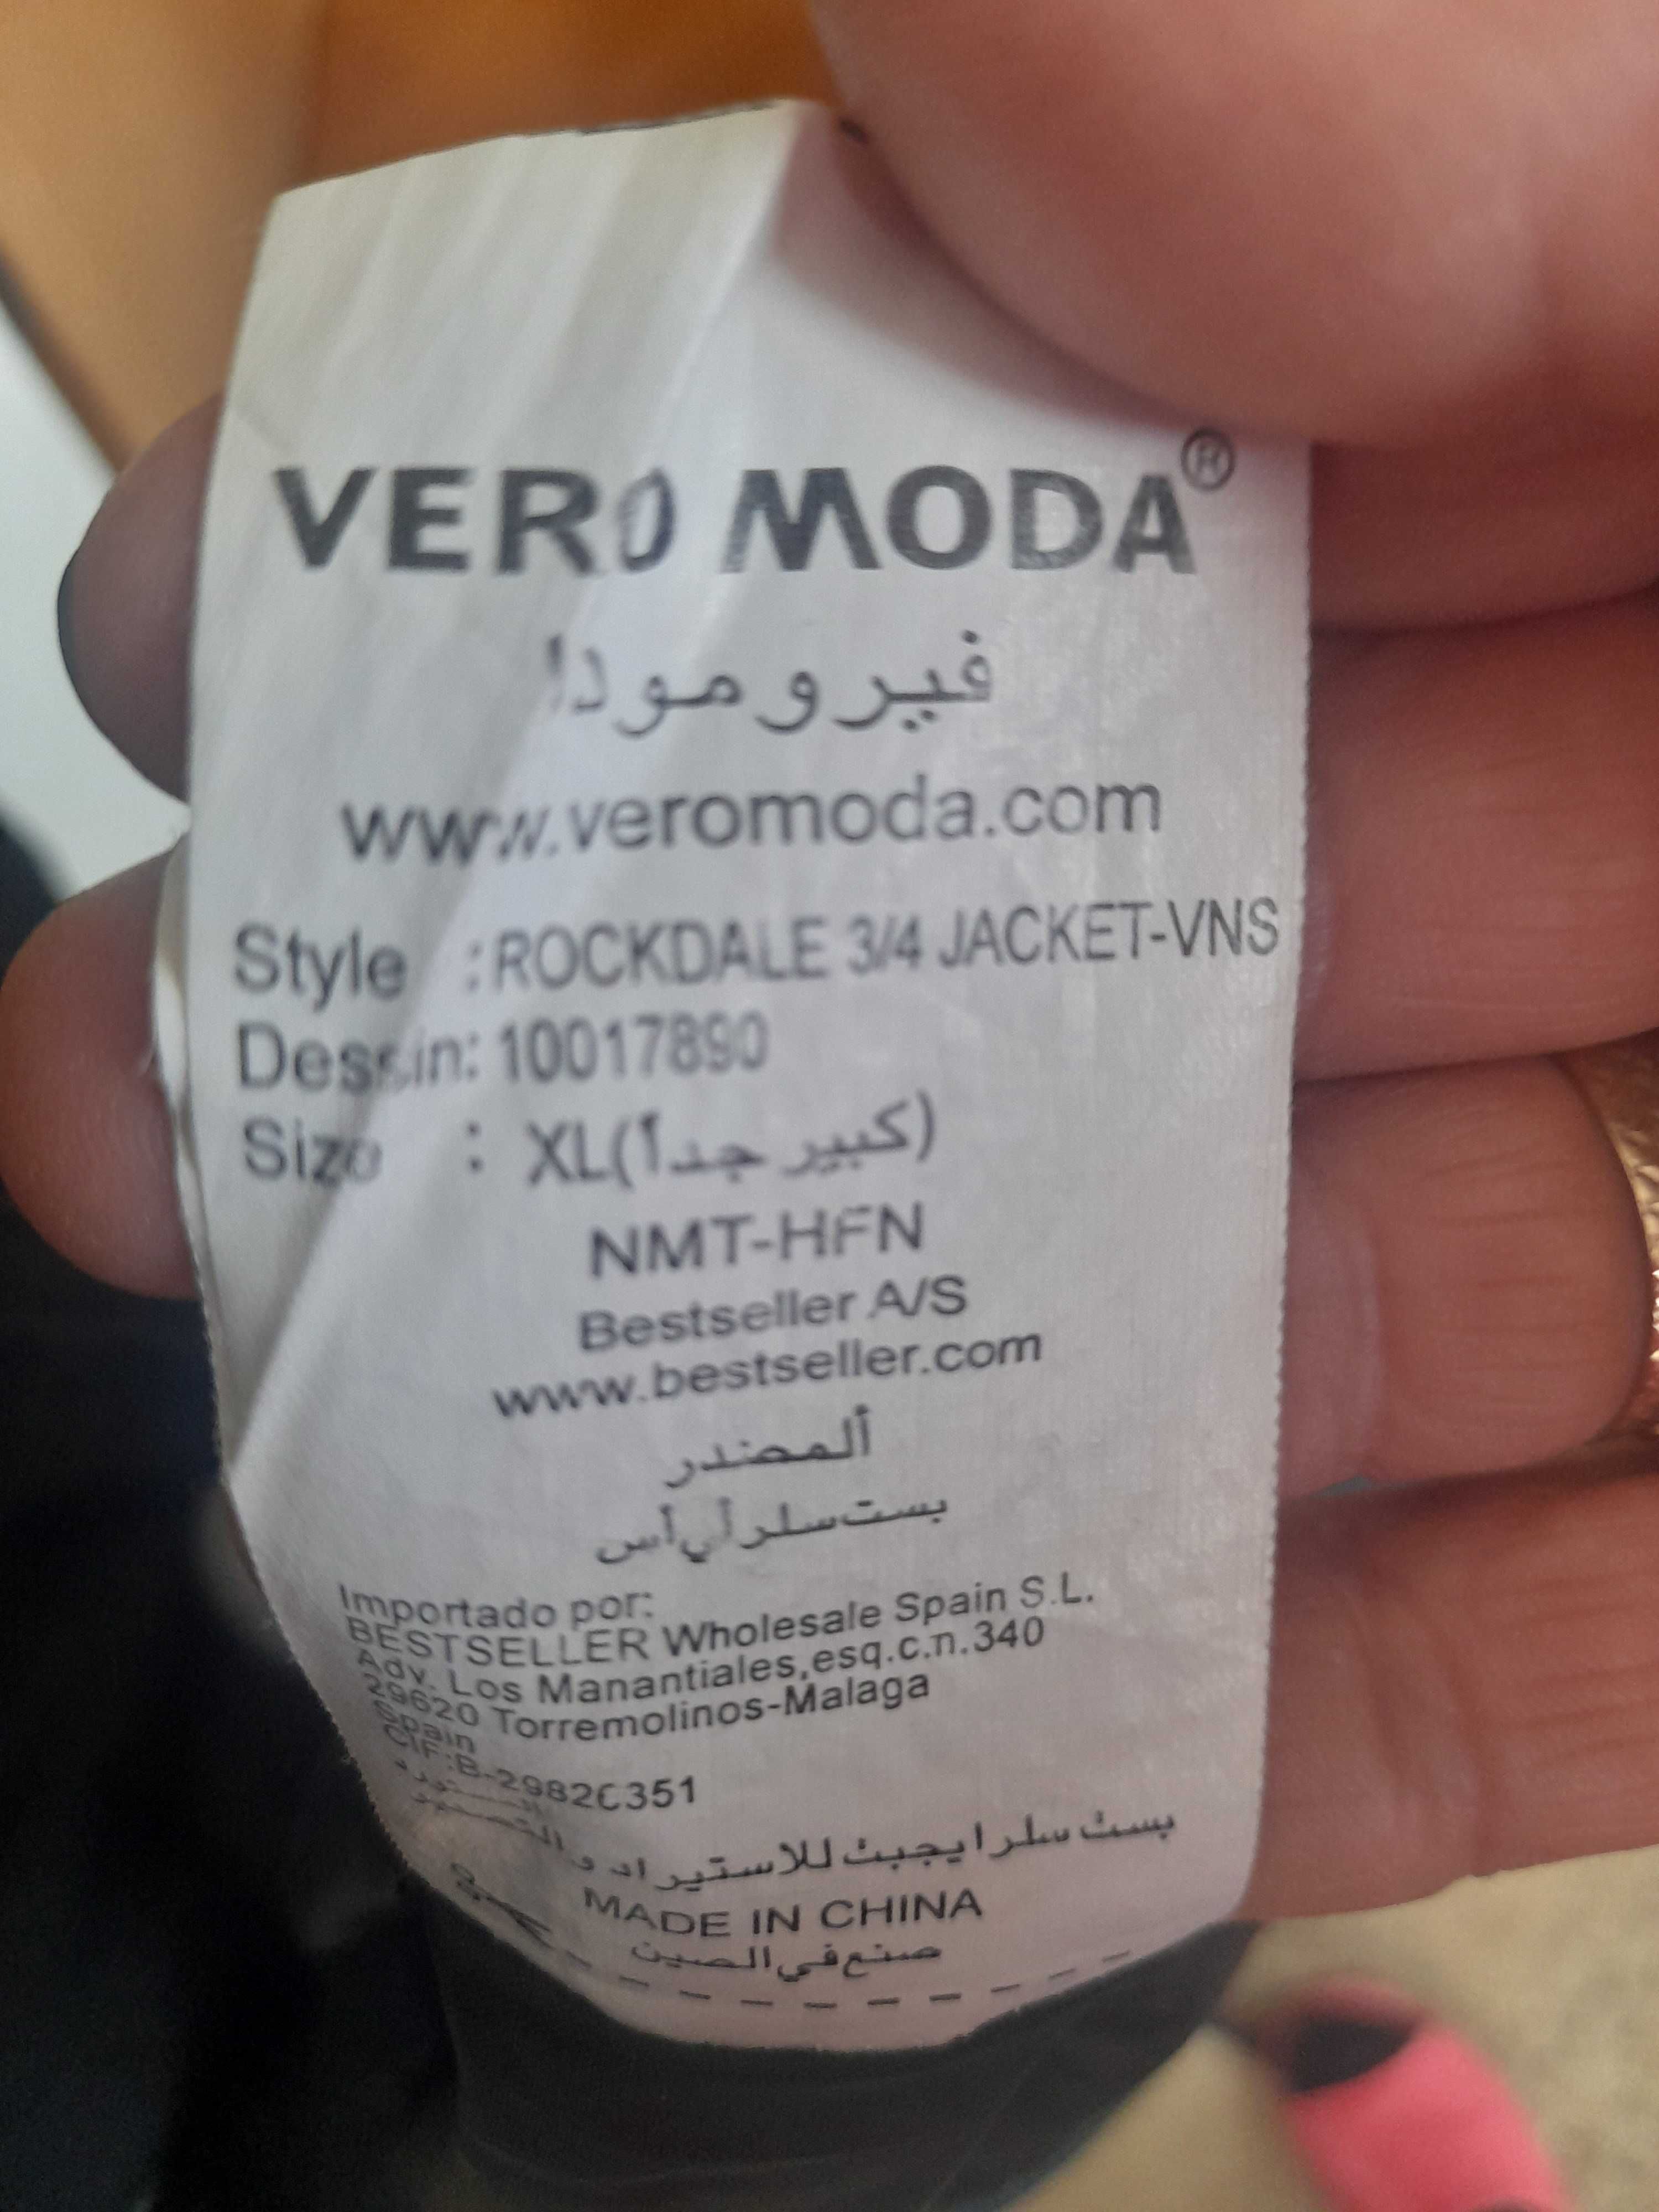 VERO MODA®
فيرو مودا
www.veromoda.com
Style : ROCKDALE 3/4 JACKET-VNS
Dessin: 10017890
Size : XL(كبير جداً)
NMT-HFN
Bestseller A/S
www.bestseller.com
ألمصدر
بست سلر أي أس
Importado por:
BESTSELLER Wholesale Spain S.L.
Adv. Los Manantiales,esq.c.n.340
29620 Torremolinos-Malaga
Spain
CIF:B-29820351
بست سلر ايجبت للاستيراد و
MADE IN CHINA
صنع في الصين